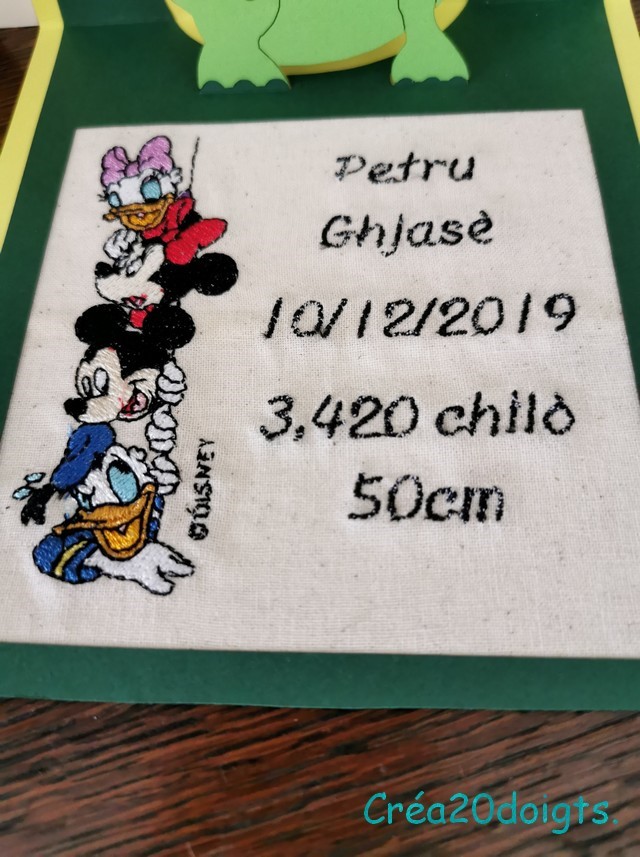 Petru
Ghjasè
10/12/2019
3,420 chilò
50cm
©DISNEY
Créa20doigts.